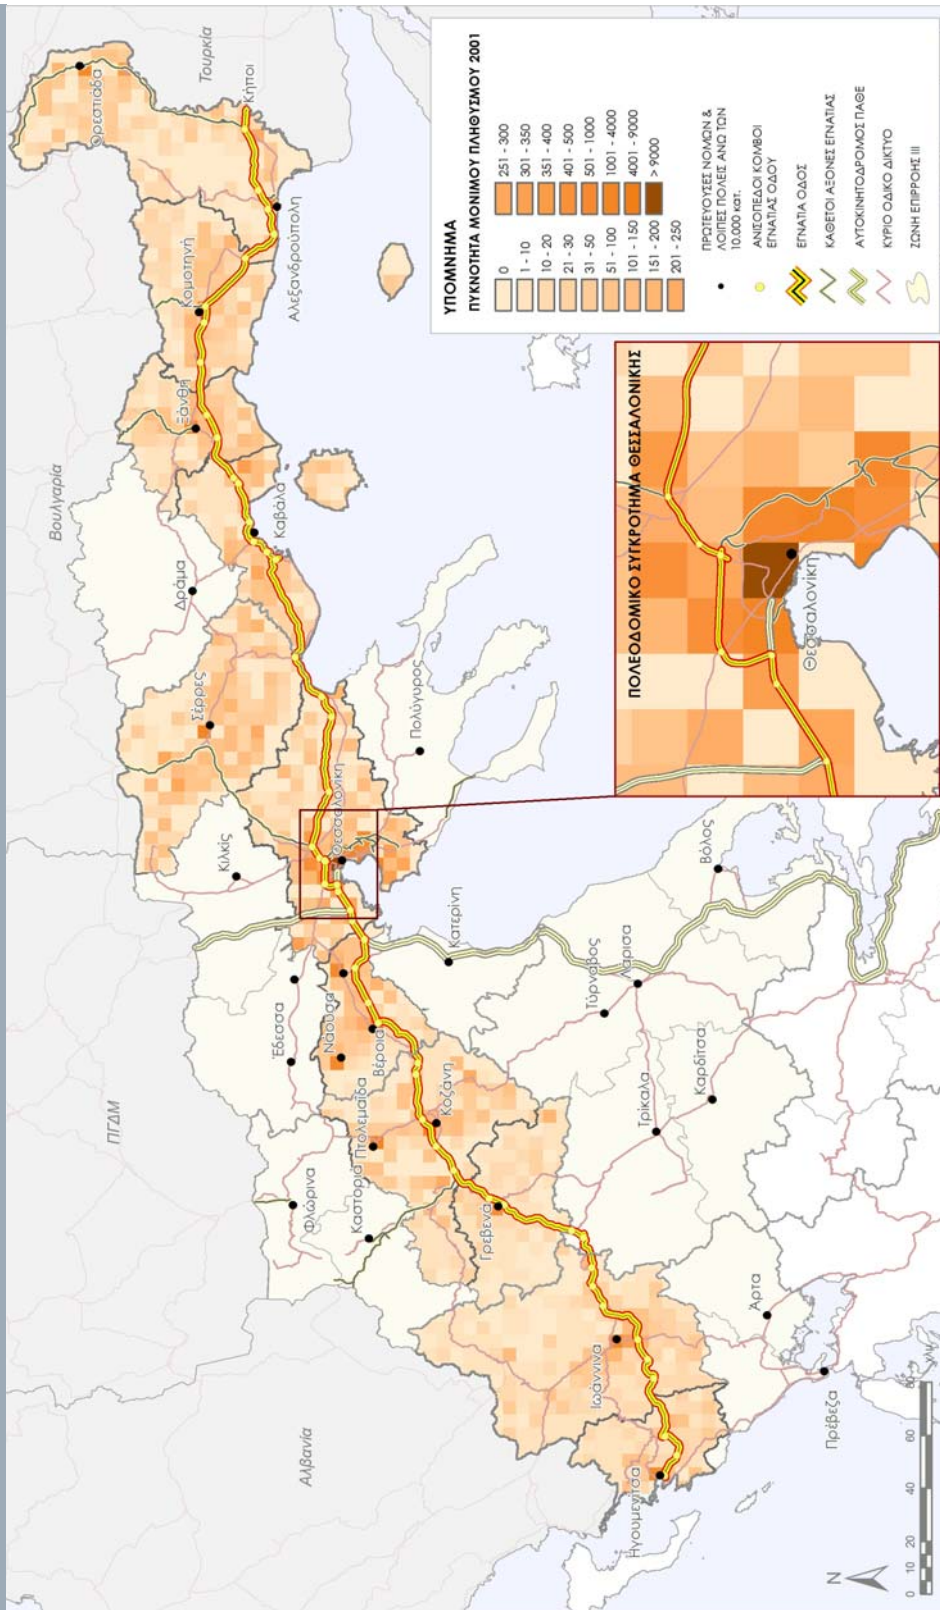 ΥΠΟΜΝΗΜΑ
ΠΥΚΝΟΤΗΤΑ ΜΟΝΙΜΟΥ ΠΛΗΘΥΣΜΟΥ 2001
0
1 - 10
10 - 20
21 - 30
31 - 50
51 - 100
101 - 150
151 - 200
201 - 250
251 - 300
301 - 350
351 - 400
401 - 500
501 - 1000
1001 - 4000
4001 - 9000
> 9000
ΠΡΩΤΕΥΟΥΣΕΣ ΝΟΜΩΝ &
ΛΟΙΠΕΣ ΠΟΛΕΙΣ ΑΝΩ ΤΩΝ
10.000 κατ.
ΑΝΙΣΟΠΕΔΟΙ ΚΟΜΒΟΙ
ΕΓΝΑΤΙΑΣ ΟΔΟΥ
ΕΓΝΑΤΙΑ ΟΔΟΣ
ΚΑΘΕΤΟΙ ΑΞΟΝΕΣ ΕΓΝΑΤΙΑΣ
ΑΥΤΟΚΙΝΗΤΟΔΡΟΜΟΣ ΠΑΘΕ
ΚΥΡΙΟ ΟΔΙΚΟ ΔΙΚΤΥΟ
ΖΩΝΗ ΕΠΙΡΡΟΗΣ ΙΙΙ
ΠΟΛΕΟΔΟΜΙΚΟ ΣΥΓΚΡΟΤΗΜΑ ΘΕΣΣΑΛΟΝΙΚΗΣ
Θεσσαλονίκη
Αλβανία
ΠΓΔΜ
Βουλγαρία
Τουρκία
Ορεστιάδα
Κήποι
Αλεξανδρούπολη
Κομοτηνή
Ξάνθη
Καβάλα
Δράμα
Σέρρες
Πολύγυρος
Κιλκίς
Θεσσαλονίκη
Έδεσσα
Νάουσα
Βέροια
Κατερίνη
Φλώρινα
Καστοριά
Πτολεμαΐδα
Κοζάνη
Γρεβενά
Τύρναβος
Λάρισα
Βόλος
Τρίκαλα
Καρδίτσα
Ιωάννινα
Ηγουμενίτσα
Άρτα
Πρέβεζα
N
0 10 20 40 60 80
χλμ